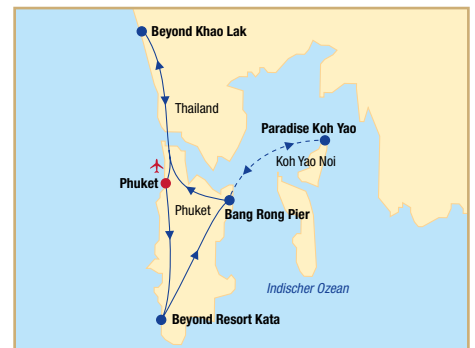 Beyond Khao Lak
Thailand
Paradise Koh Yao
Koh Yao Noi
Phuket
Phuket
Bang Rong Pier
Indischer Ozean
Beyond Resort Kata